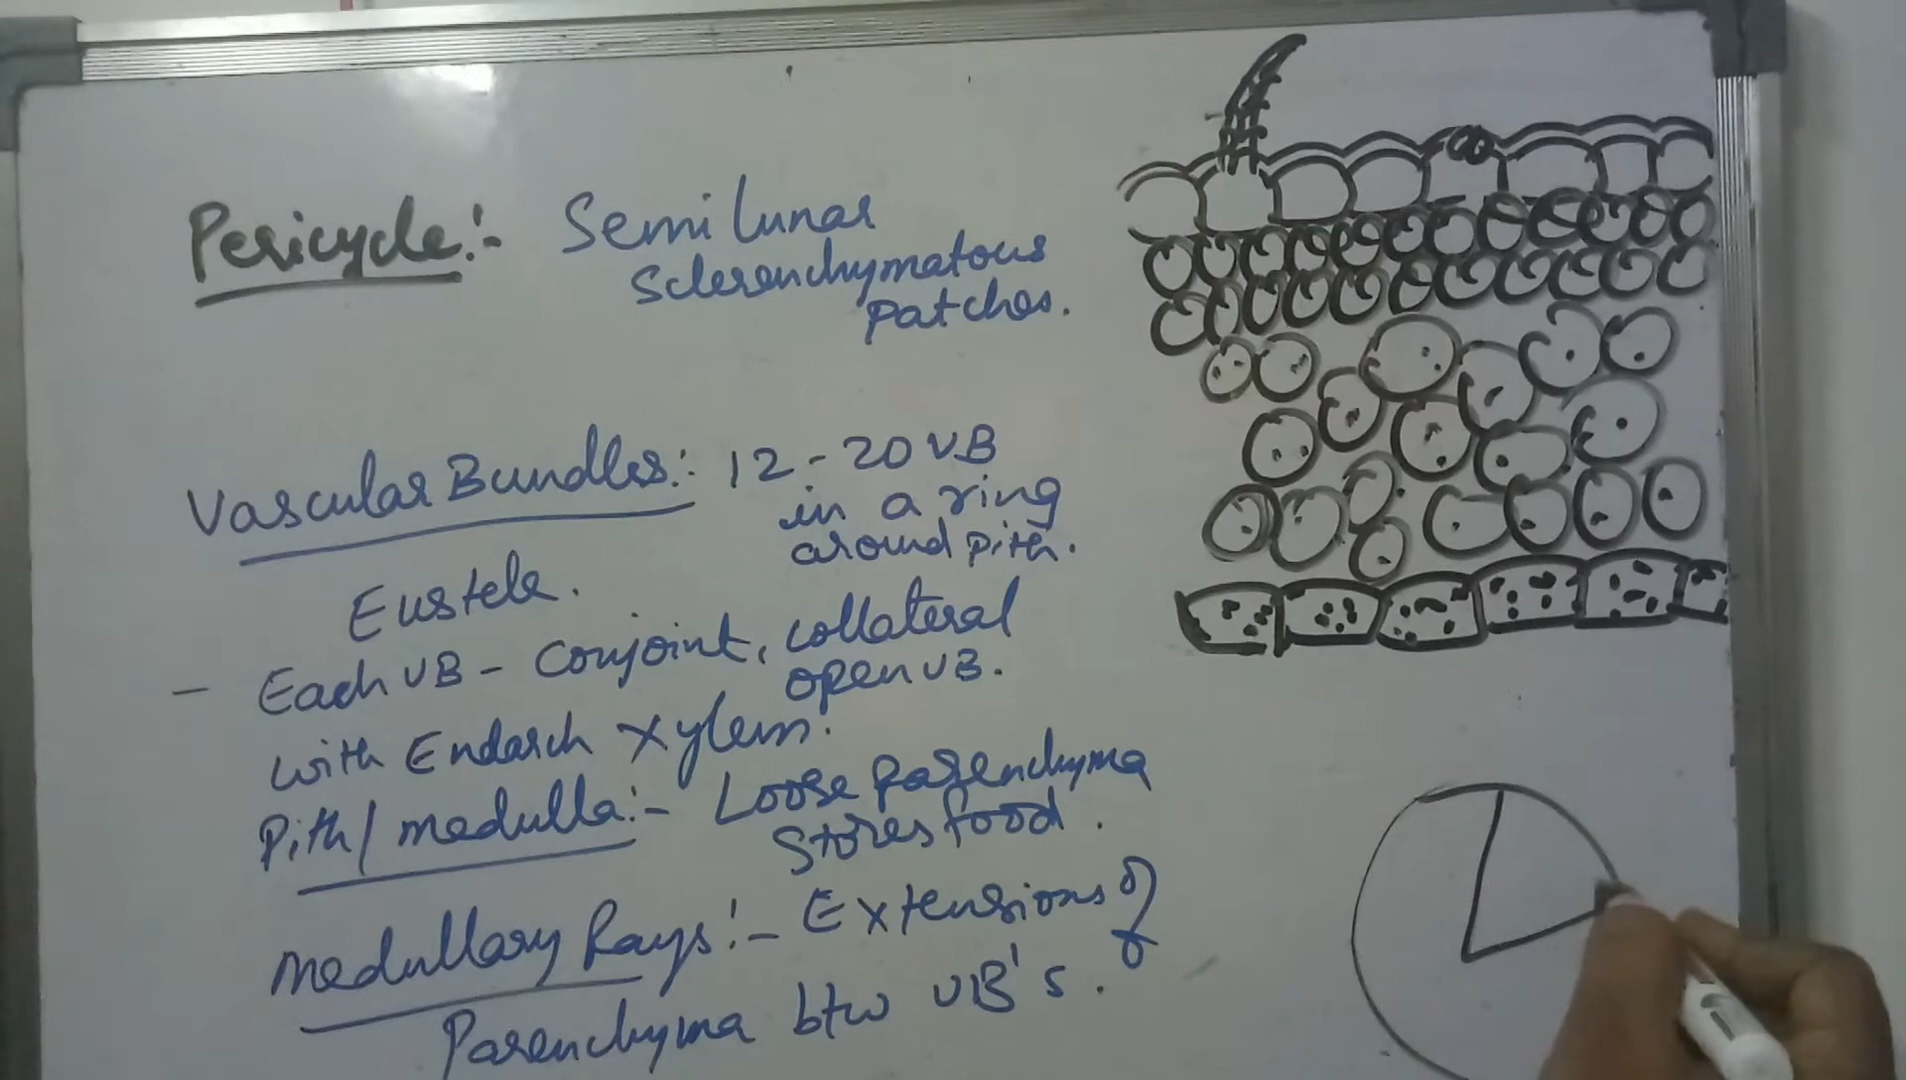 Pericycle:- Semilunar
Sclerenchymatous
patches.
Vascular Bundles:- 12-20 VB
in a ring
around pith.
Eustele.
- Each VB - conjoint, collateral
open VB.
with Endarch Xylem.
Pith/medulla:- Loose parenchyma
Stores food.
Medullary Rays:- Extensions of
Parenchyma btw VB's.